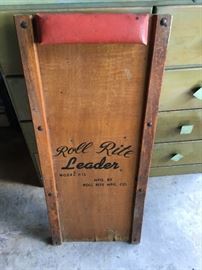 Roll Rite
Leader
MFG. BY
ROLL RITE MFG. CO.